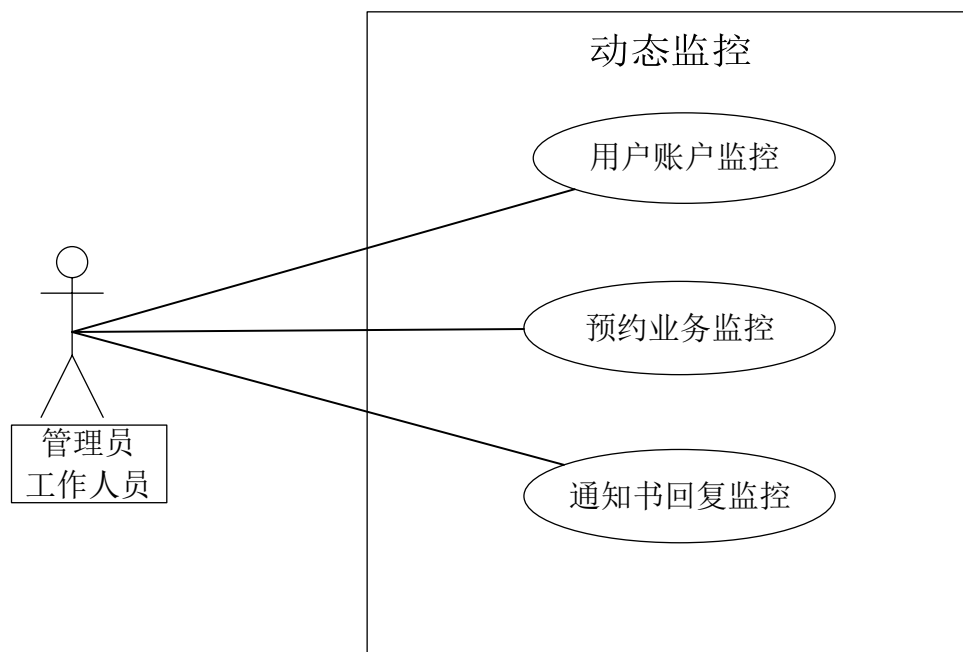 动态监控
用户账户监控
预约业务监控
管理员
工作人员
通知书回复监控